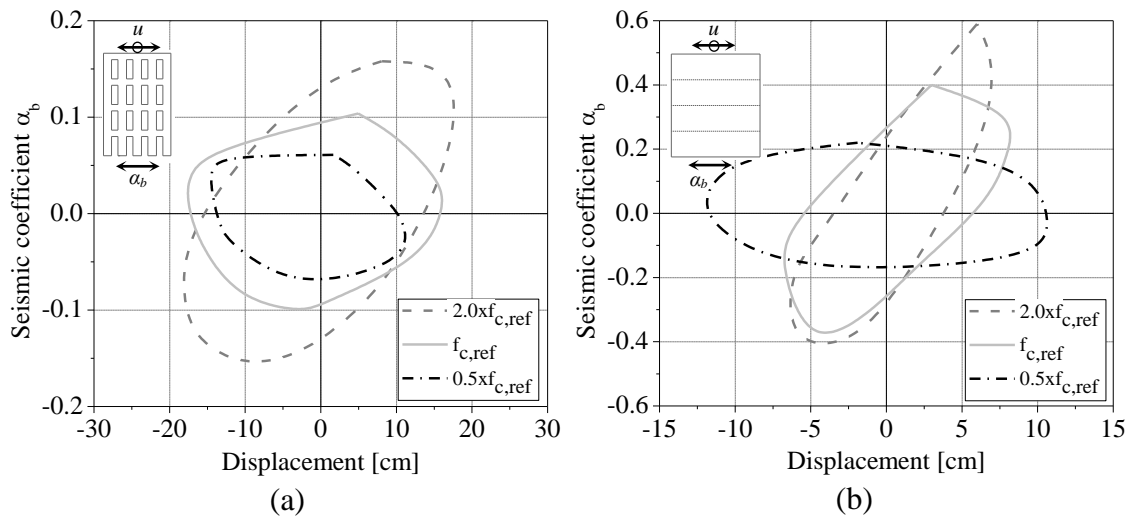 0.2
0.1
0.0
-0.1
-0.2
Seismic coefficient α_b
u
α_b
2.0xf_c,ref
f_c,ref
0.5xf_c,ref
-30 -20 -10 0 10 20 30
Displacement [cm]
(a)
0.6
0.4
0.2
0.0
-0.2
-0.4
-0.6
Seismic coefficient α_b
u
α_b
2.0xf_c,ref
f_c,ref
0.5xf_c,ref
-15 -10 -5 0 5 10 15
Displacement [cm]
(b)